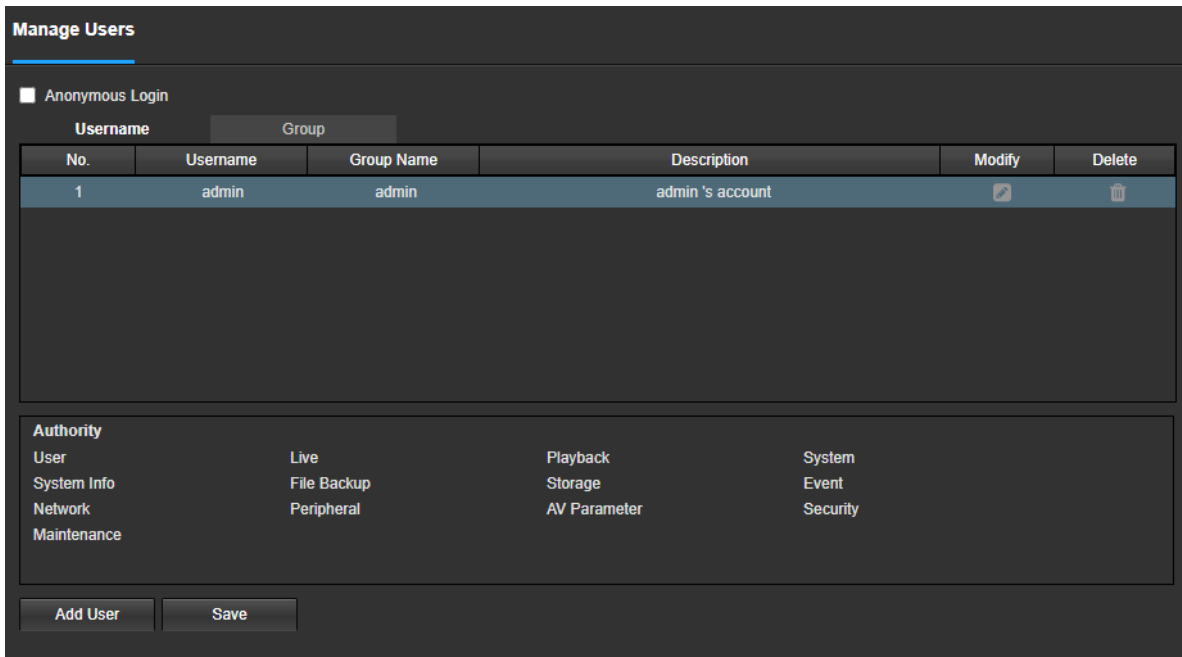 Manage Users
Anonymous Login
Username Group
No. Username Group Name Description Modify Delete
1 admin admin admin 's account
Authority
User Live Playback System
System Info File Backup Storage Event
Network Peripheral AV Parameter Security
Maintenance
Add User Save